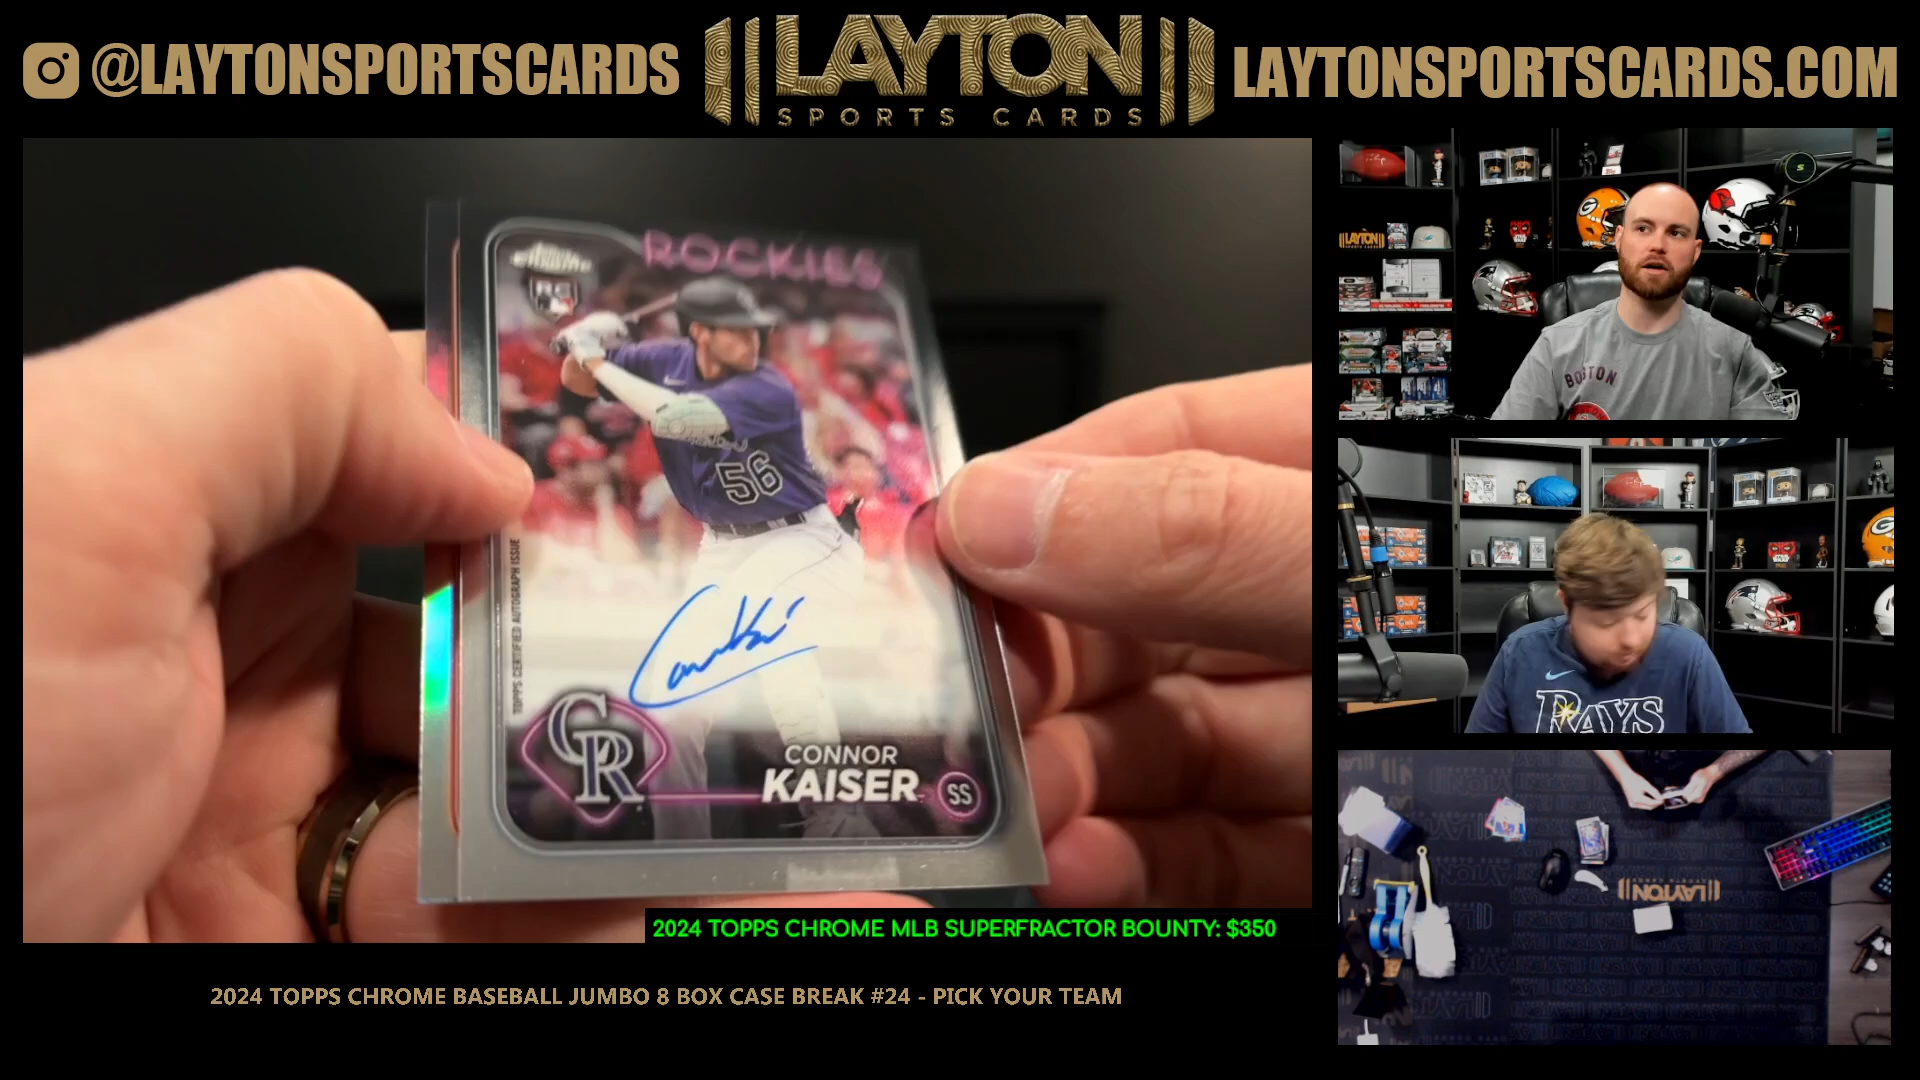 @LAYTONSPORTSCARDS
LAYTON
SPORTS CARDS
LAYTONSPORTSCARDS.COM
ROCKIES
RC
56
TOPPS CERTIFIED AUTOGRAPH ISSUE
CR
CONNOR
KAISER
SS
BOSTON
RAYS
LAYTON
LAYTON
2024 TOPPS CHROME MLB SUPERFRACTOR BOUNTY: $350
2024 TOPPS CHROME BASEBALL JUMBO 8 BOX CASE BREAK #24 - PICK YOUR TEAM